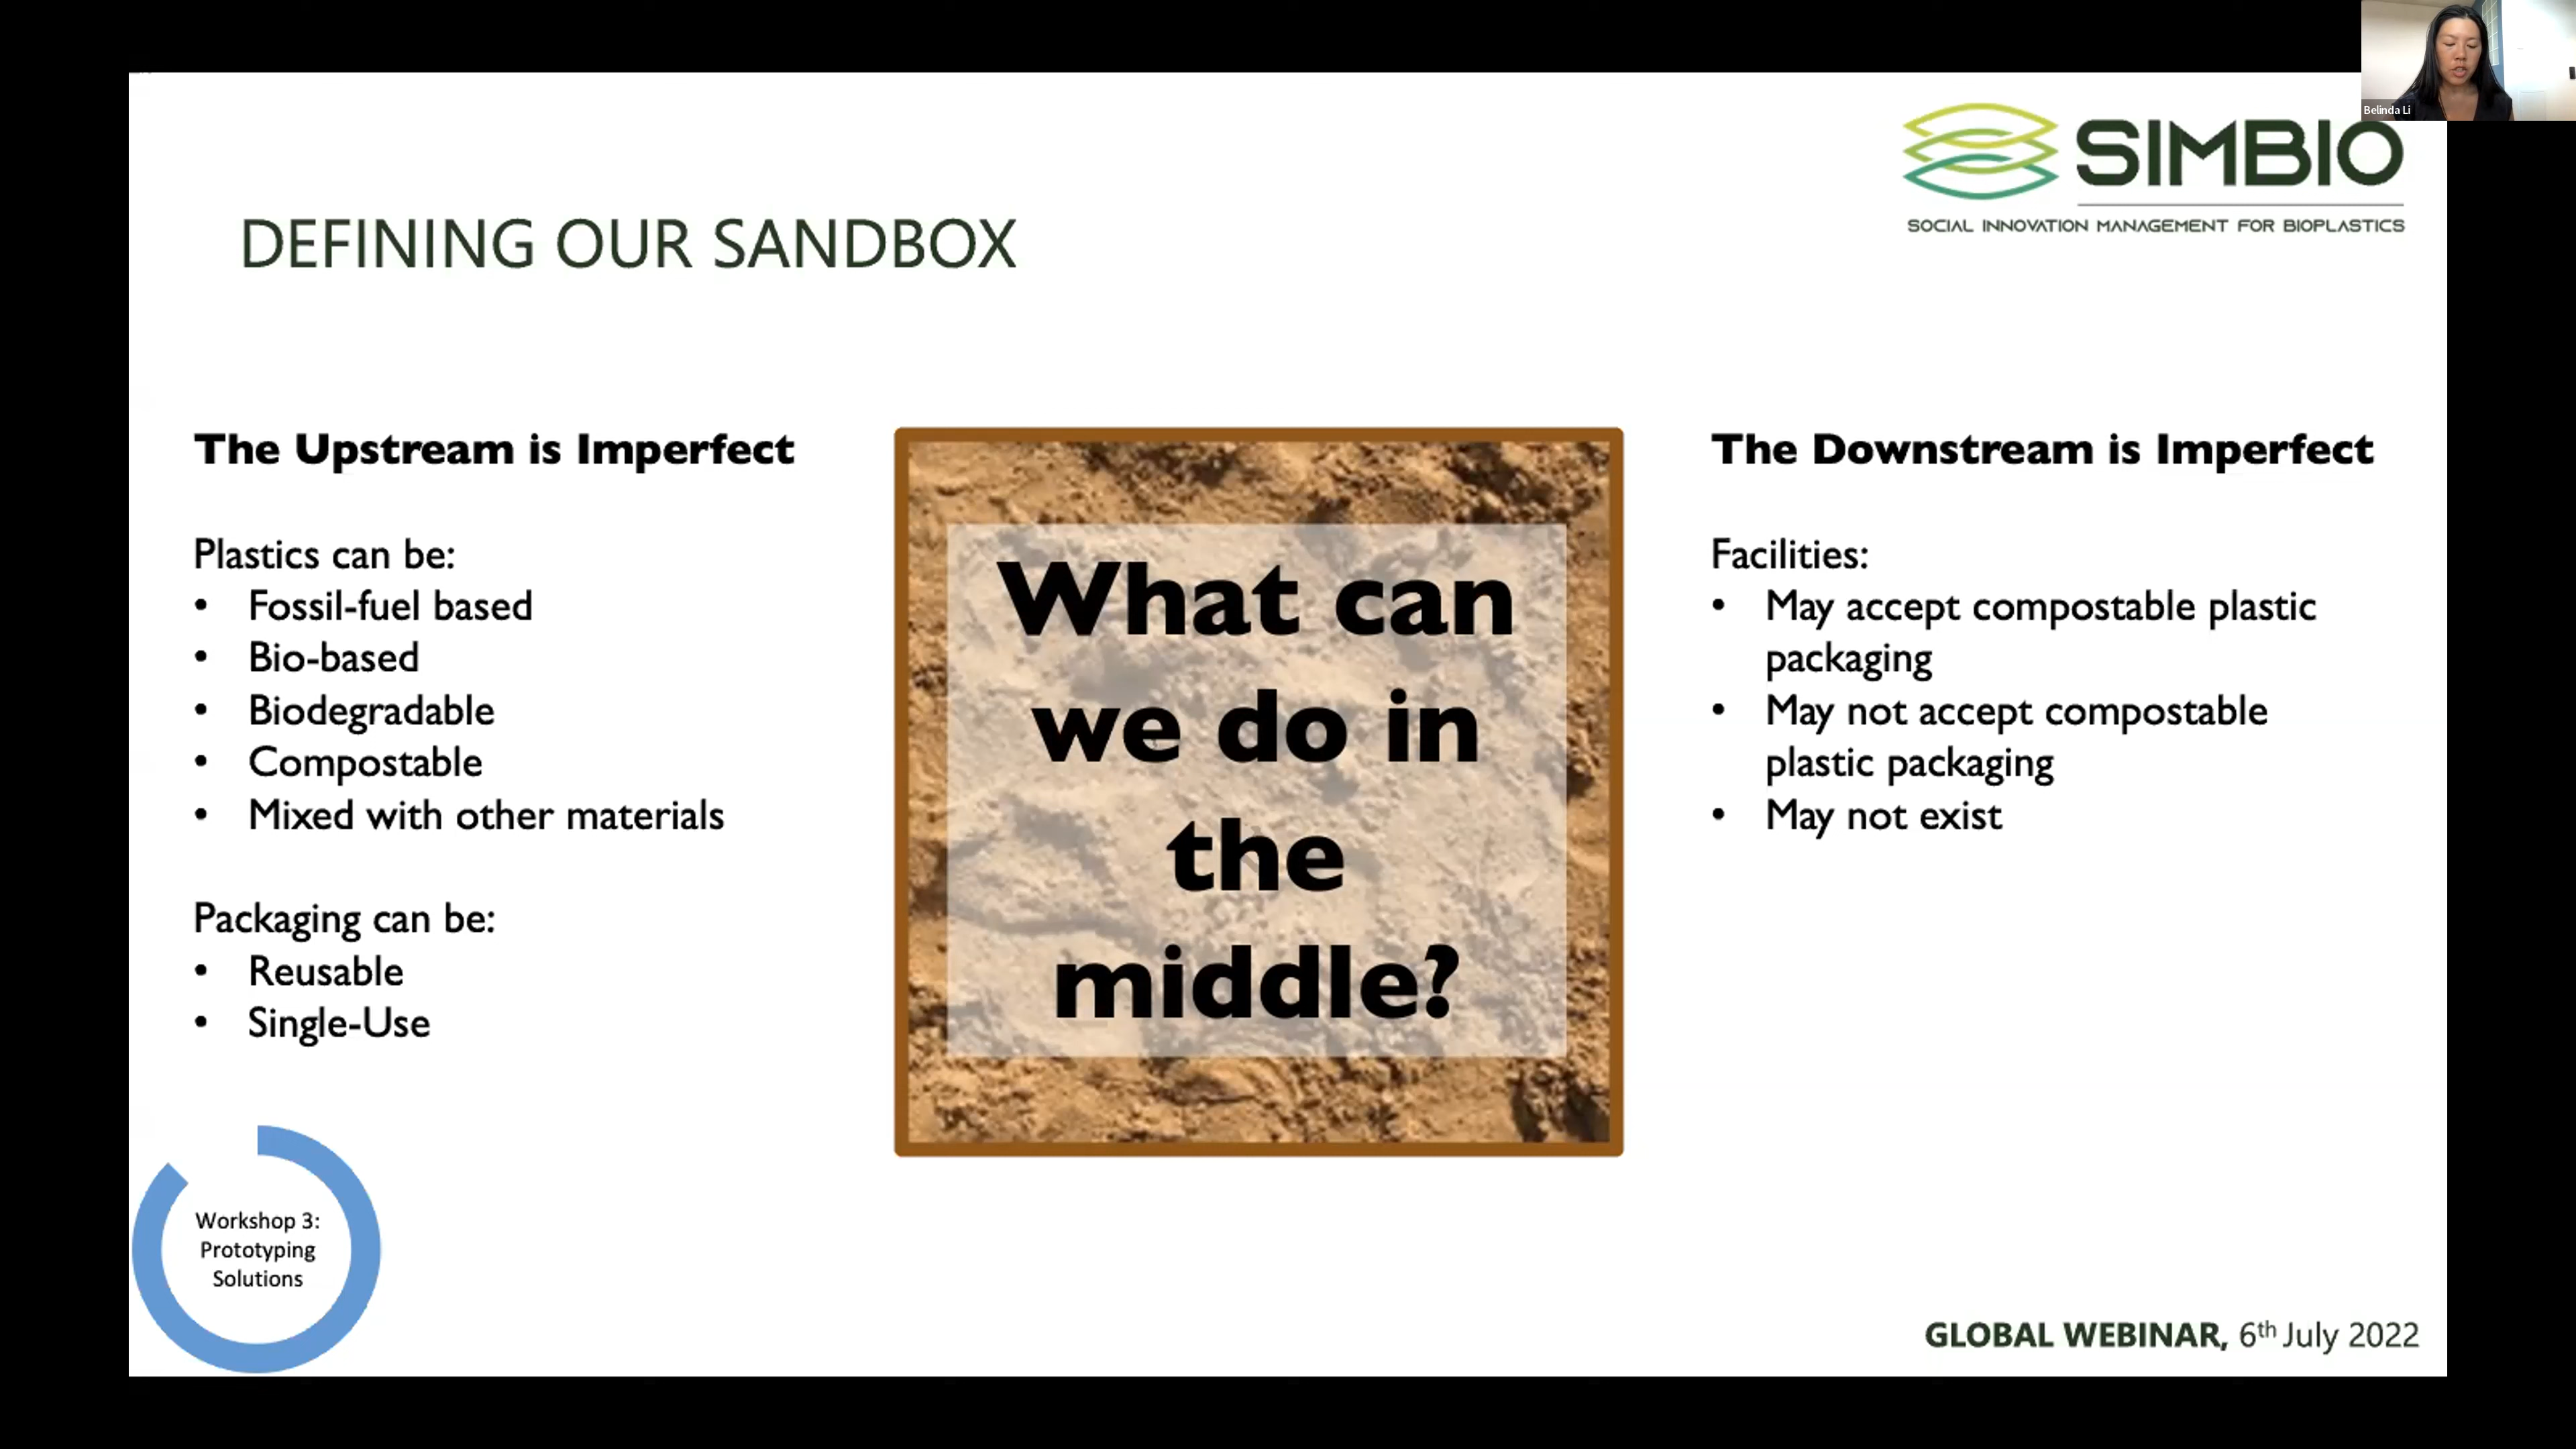 Belinda Li
SIMBIO
SOCIAL INNOVATION MANAGEMENT FOR BIOPLASTICS
DEFINING OUR SANDBOX
The Upstream is Imperfect
Plastics can be:
• Fossil-fuel based
• Bio-based
• Biodegradable
• Compostable
• Mixed with other materials
Packaging can be:
• Reusable
• Single-Use
What can
we do in
the
middle?
The Downstream is Imperfect
Facilities:
• May accept compostable plastic
packaging
• May not accept compostable
plastic packaging
• May not exist
Workshop 3:
Prototyping
Solutions
GLOBAL WEBINAR, 6th July 2022